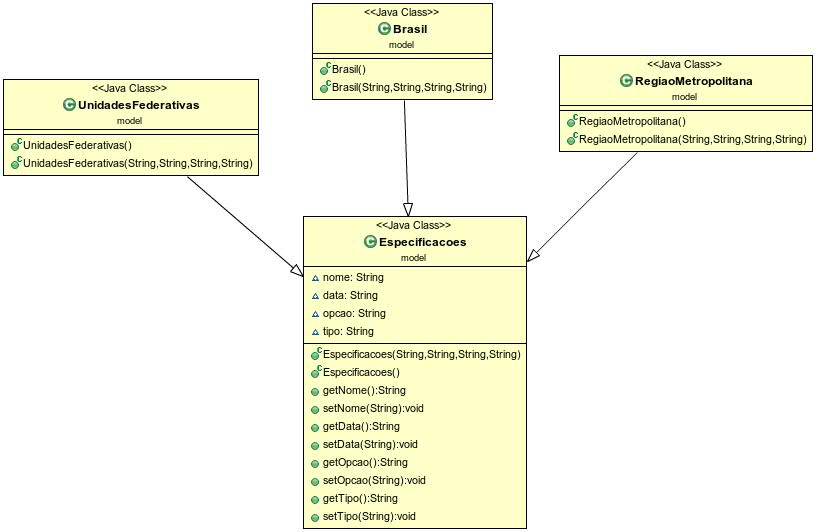 <<Java Class>>
Brasil
model
Brasil()
Brasil(String,String,String,String)
<<Java Class>>
UnidadesFederativas
model
UnidadesFederativas()
UnidadesFederativas(String,String,String,String)
<<Java Class>>
RegiaoMetropolitana
model
RegiaoMetropolitana()
RegiaoMetropolitana(String,String,String,String)
<<Java Class>>
Especificacoes
model
nome: String
data: String
opcao: String
tipo: String
Especificacoes(String,String,String,String)
Especificacoes()
getNome():String
setNome(String):void
getData():String
setData(String):void
getOpcao():String
setOpcao(String):void
getTipo():String
setTipo(String):void